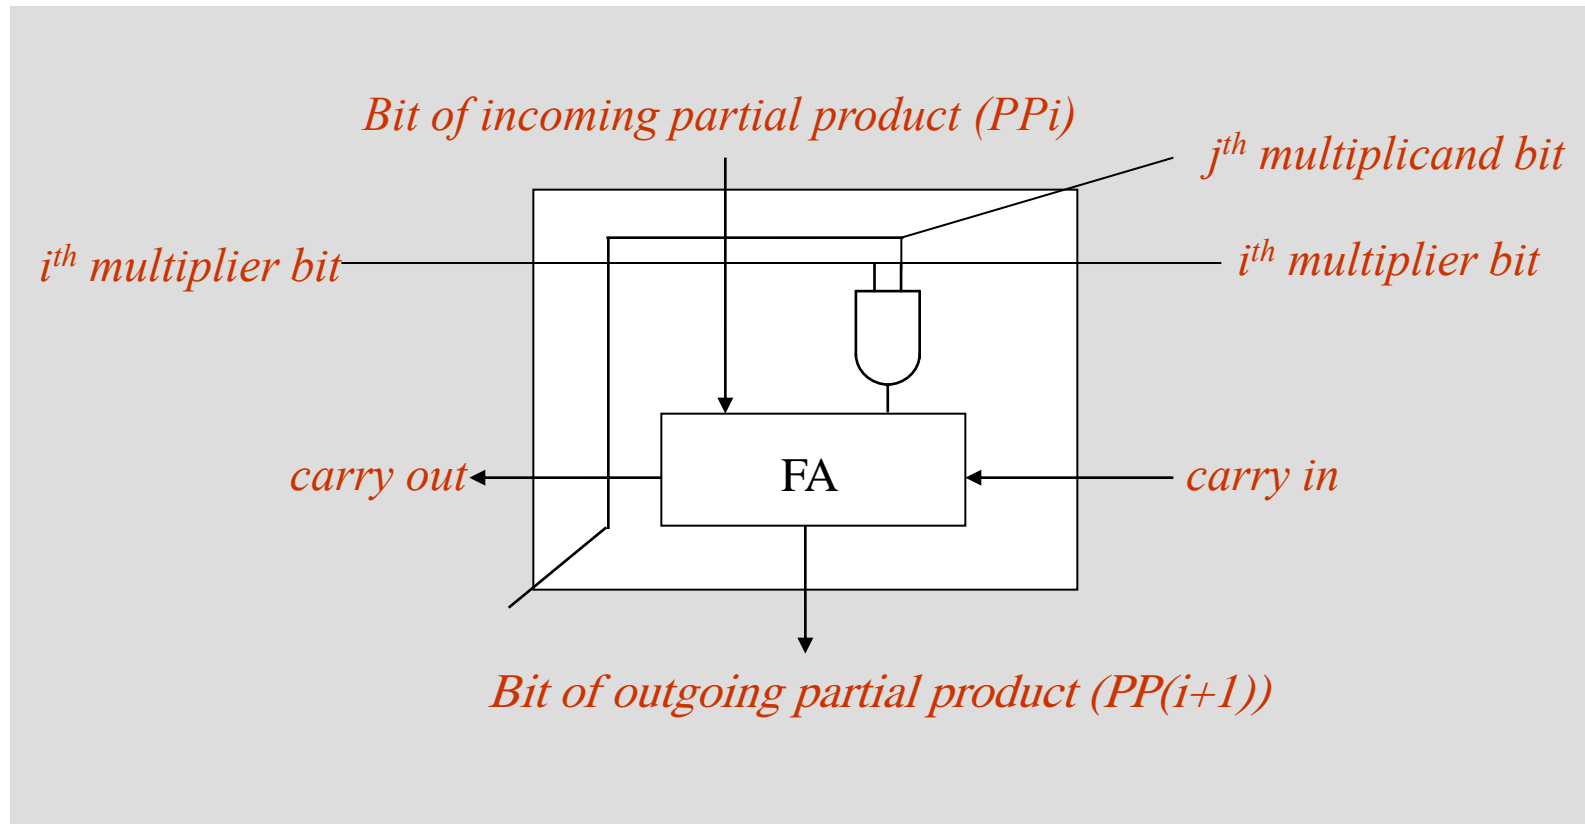 Bit of incoming partial product (PPi)
jth multiplicand bit
ith multiplier bit
ith multiplier bit
carry out
FA
carry in
Bit of outgoing partial product (PP(i+1))